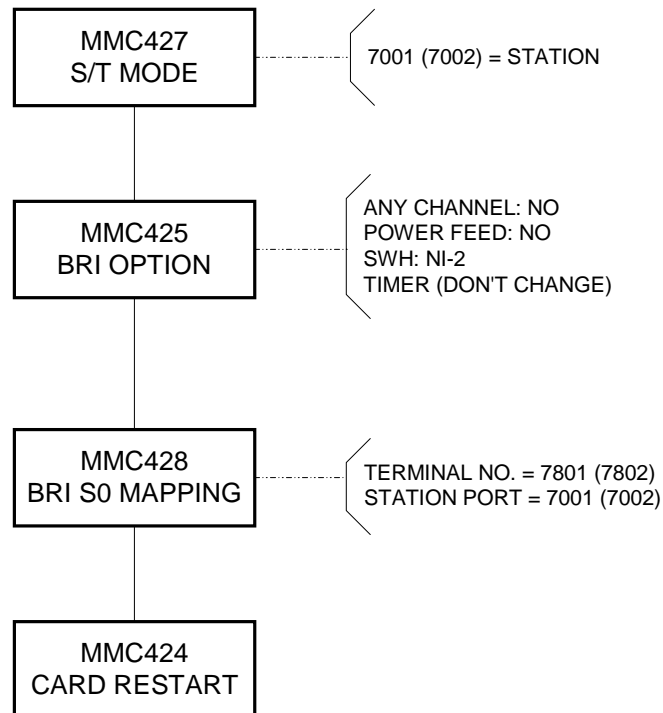 MMC427
S/T MODE
7001 (7002) = STATION
MMC425
BRI OPTION
ANY CHANNEL: NO
POWER FEED: NO
SWH: NI-2
TIMER (DON'T CHANGE)
MMC428
BRI S0 MAPPING
TERMINAL NO. = 7801 (7802)
STATION PORT = 7001 (7002)
MMC424
CARD RESTART